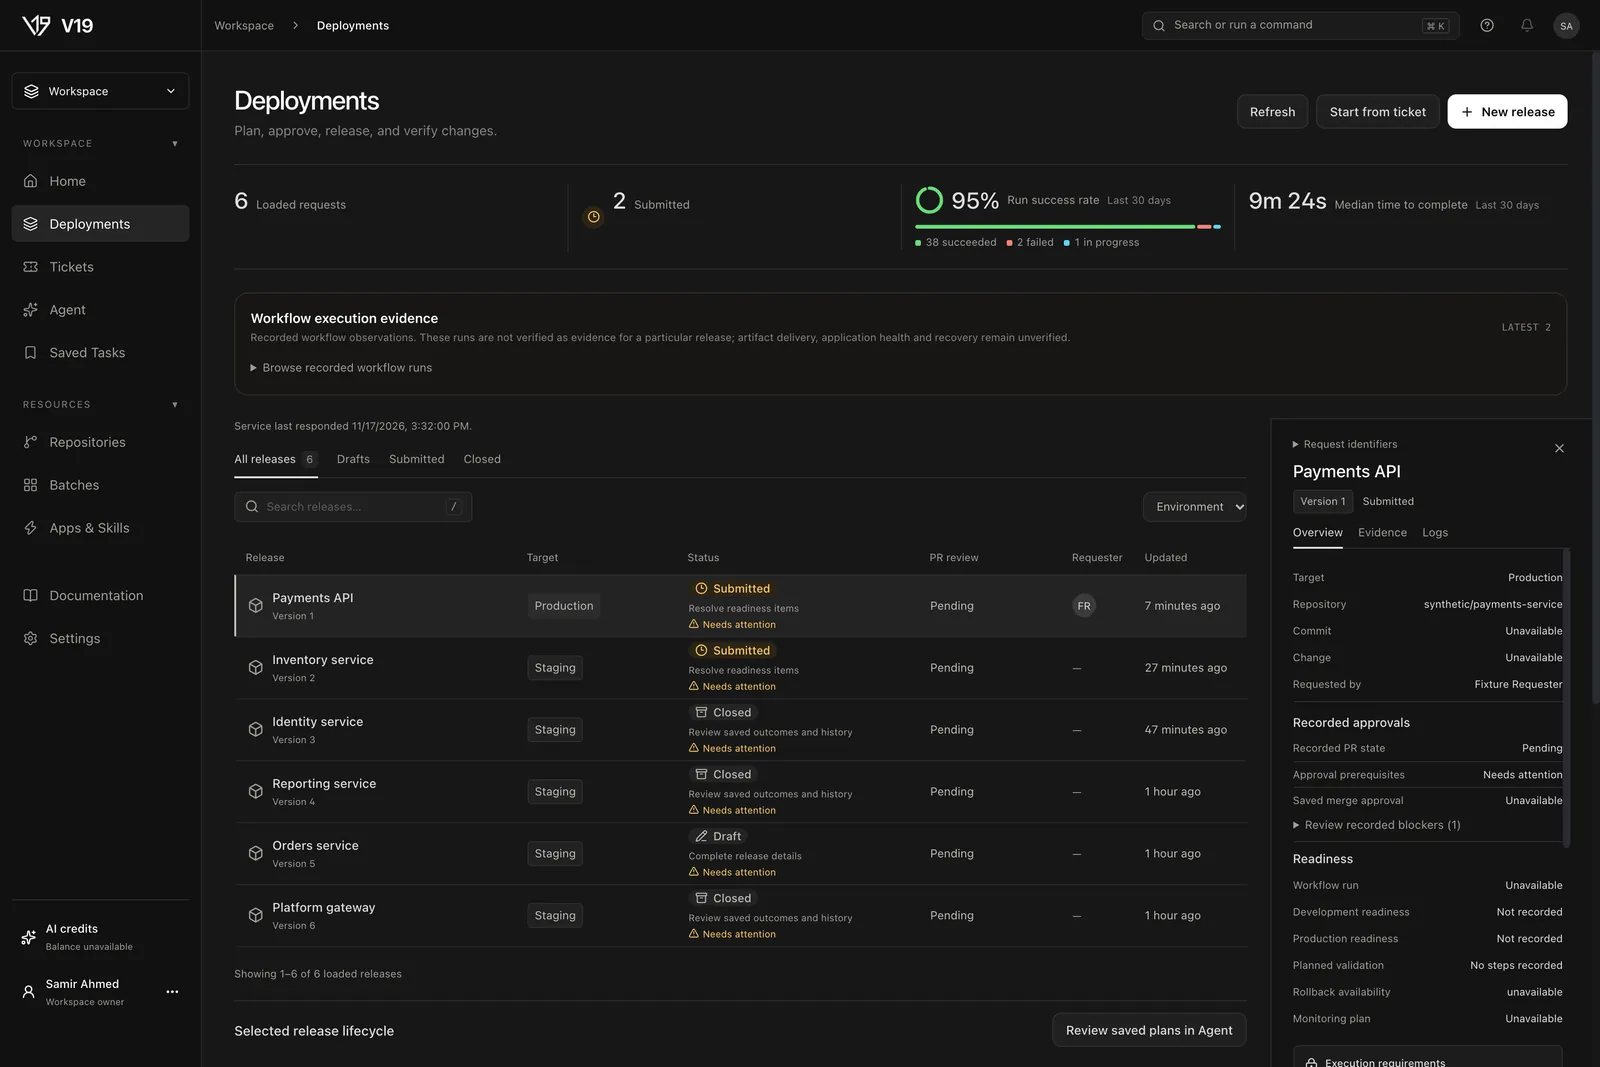 V19
Workspace > Deployments
Search or run a command
⌘ K
SA
Workspace
WORKSPACE
Home
Deployments
Tickets
Agent
Saved Tasks
RESOURCES
Repositories
Batches
Apps & Skills
Documentation
Settings
AI credits
Balance unavailable
Samir Ahmed
Workspace owner
Deployments
Plan, approve, release, and verify changes.
Refresh
Start from ticket
+ New release
6 Loaded requests
2 Submitted
95% Run success rate Last 30 days
38 succeeded 2 failed 1 in progress
9m 24s Median time to complete Last 30 days
Workflow execution evidence
Recorded workflow observations. These runs are not verified as evidence for a particular release; artifact delivery, application health and recovery remain unverified.
LATEST 2
Browse recorded workflow runs
Service last responded 11/17/2026, 3:32:00 PM.
All releases 6 Drafts Submitted Closed
Search releases... /
Environment
Release Target Status PR review Requester Updated
Payments API
Version 1
Production
Submitted
Resolve readiness items
Needs attention
Pending
FR
7 minutes ago
Inventory service
Version 2
Staging
Submitted
Resolve readiness items
Needs attention
Pending
—
27 minutes ago
Identity service
Version 3
Staging
Closed
Review saved outcomes and history
Needs attention
Pending
—
47 minutes ago
Reporting service
Version 4
Staging
Closed
Review saved outcomes and history
Needs attention
Pending
—
1 hour ago
Orders service
Version 5
Staging
Draft
Complete release details
Needs attention
Pending
—
1 hour ago
Platform gateway
Version 6
Staging
Closed
Review saved outcomes and history
Needs attention
Pending
—
1 hour ago
Showing 1–6 of 6 loaded releases
Selected release lifecycle
Review saved plans in Agent
Request identifiers
Payments API
Version 1 Submitted
Overview Evidence Logs
Target Production
Repository synthetic/payments-service
Commit Unavailable
Change Unavailable
Requested by Fixture Requester
Recorded approvals
Recorded PR state Pending
Approval prerequisites Needs attention
Saved merge approval Unavailable
Review recorded blockers (1)
Readiness
Workflow run Unavailable
Development readiness Not recorded
Production readiness Not recorded
Planned validation No steps recorded
Rollback availability unavailable
Monitoring plan Unavailable
Execution requirements